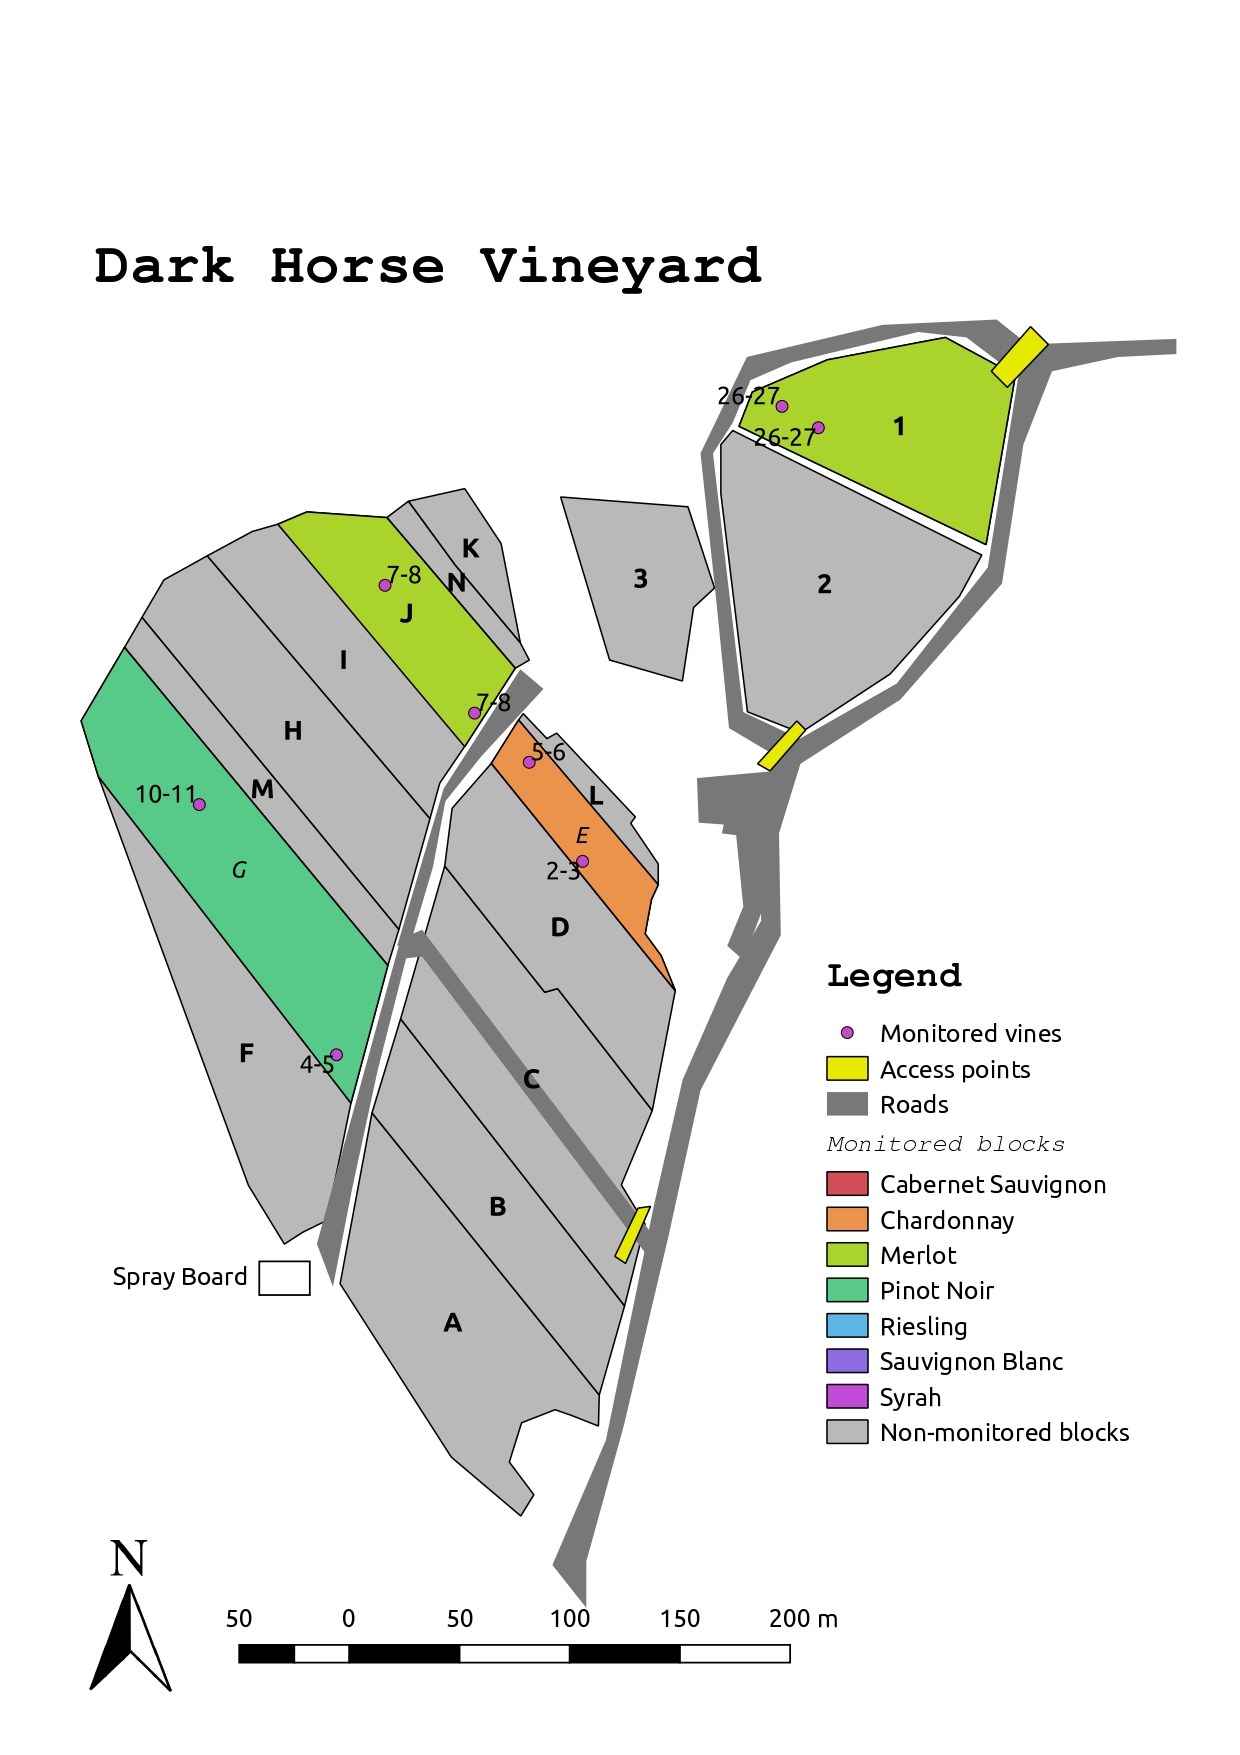 Dark Horse Vineyard
26-27
26-27
1
K
3
7-8
N
2
J
I
7-8
H
5-6
10-11
M
L
E
G
2-3
D
Legend
Monitored vines
F
4-5
Access points
C
Roads
Monitored blocks
Cabernet Sauvignon
B
Chardonnay
Merlot
Spray Board
Pinot Noir
A
Riesling
Sauvignon Blanc
Syrah
Non-monitored blocks
N
50 0 50 100 150 200 m